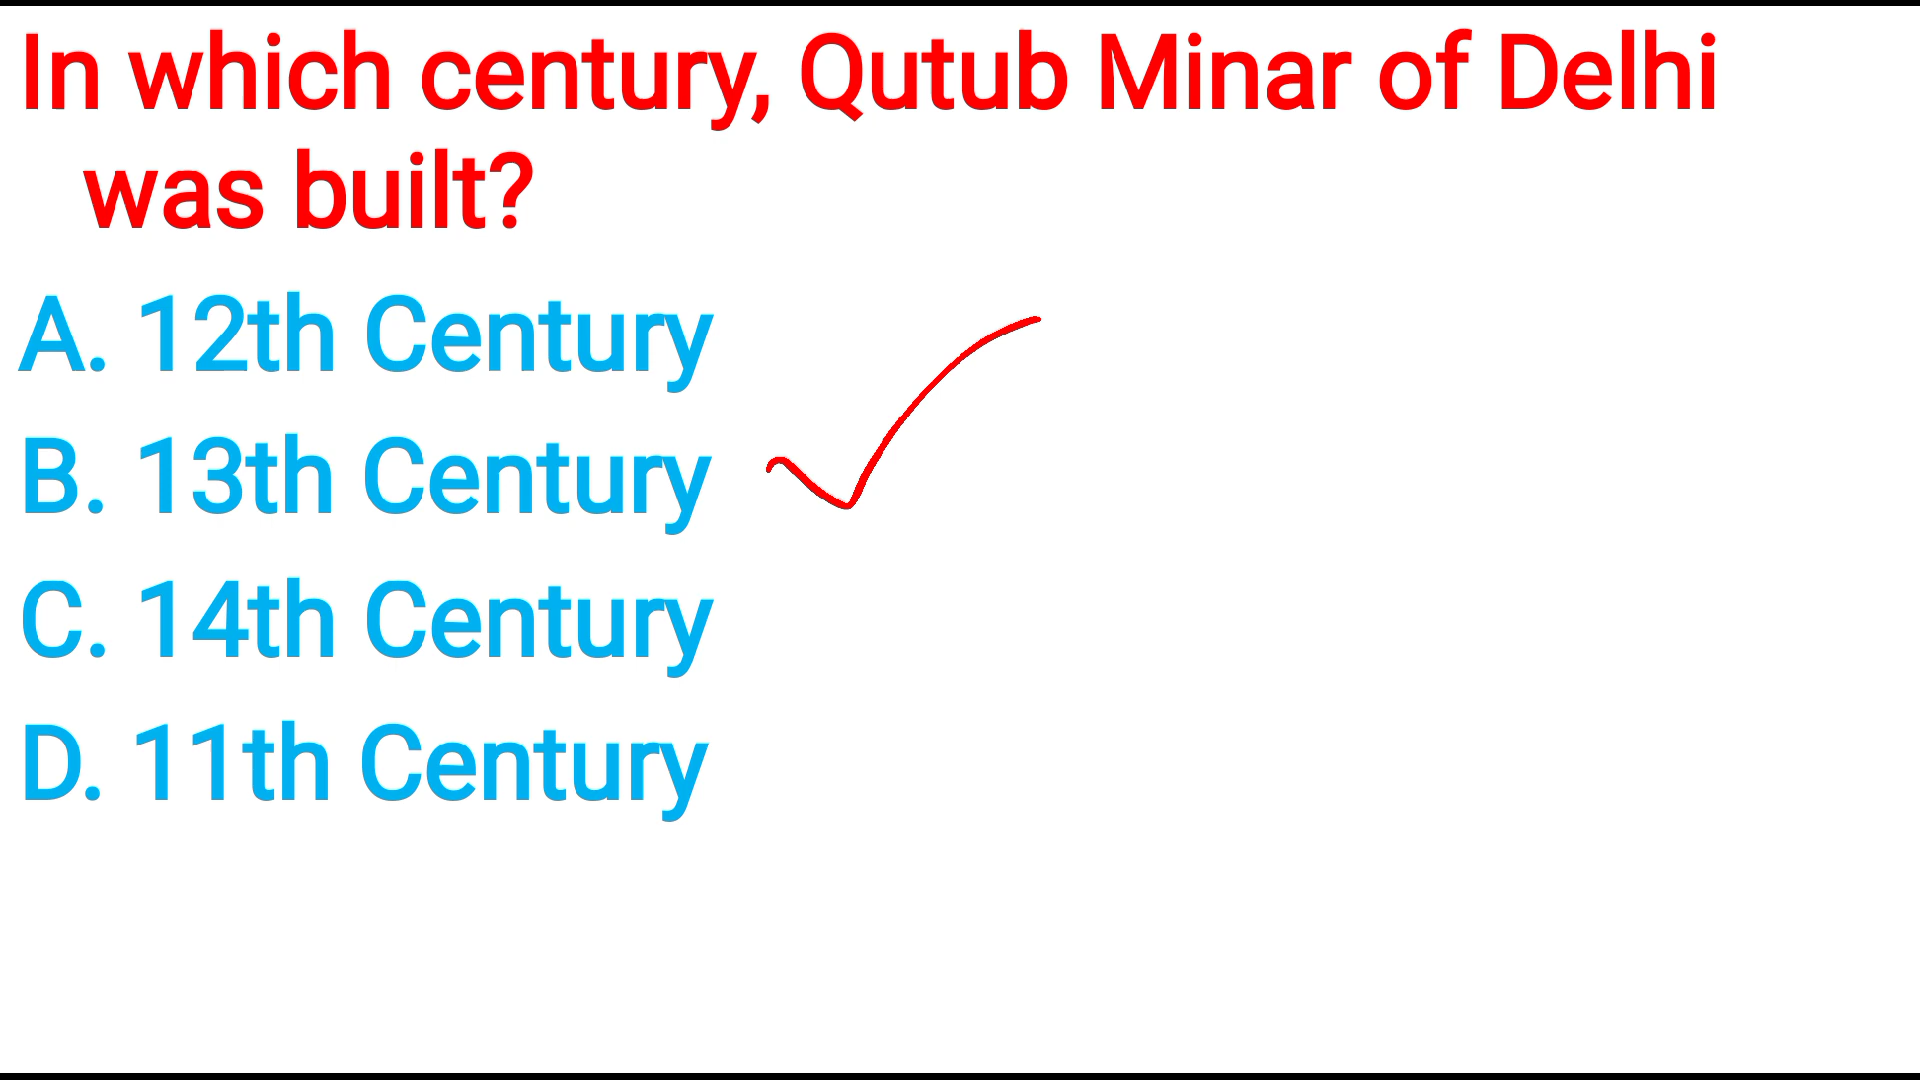 In which century, Qutub Minar of Delhi
was built?
A. 12th Century
B. 13th Century
C. 14th Century
D. 11th Century